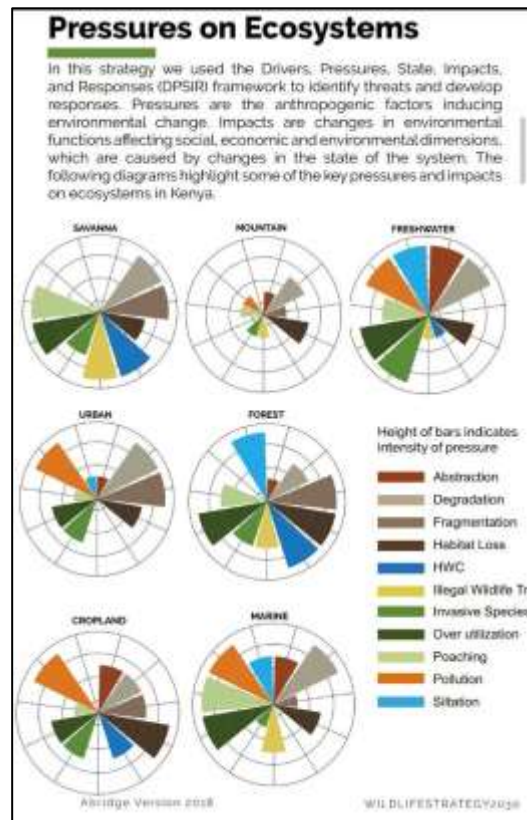 Pressures on Ecosystems
In this strategy we used the Drivers, Pressures, State, Impacts,
and Responses (DPSIR) framework to identify threats and develop
responses. Pressures are the anthropogenic factors inducing
environmental change. Impacts are changes in environmental
functions affecting social, economic and environmental dimensions,
which are caused by changes in the state of the system. The
following diagrams highlight some of the key pressures and impacts
on ecosystems in Kenya.
SAVANNA
MOUNTAIN
FRESHWATER
URBAN
FOREST
Height of bars indicates
intensity of pressure
Abstraction
Degradation
Fragmentation
Habitat Loss
HWC
Illegal Wildlife Tr
Invasive Species
Over utilization
Poaching
Pollution
Siltation
CROPLAND
MARINE
Abridge Version 2018
WILDLIFESTRATEGY2030